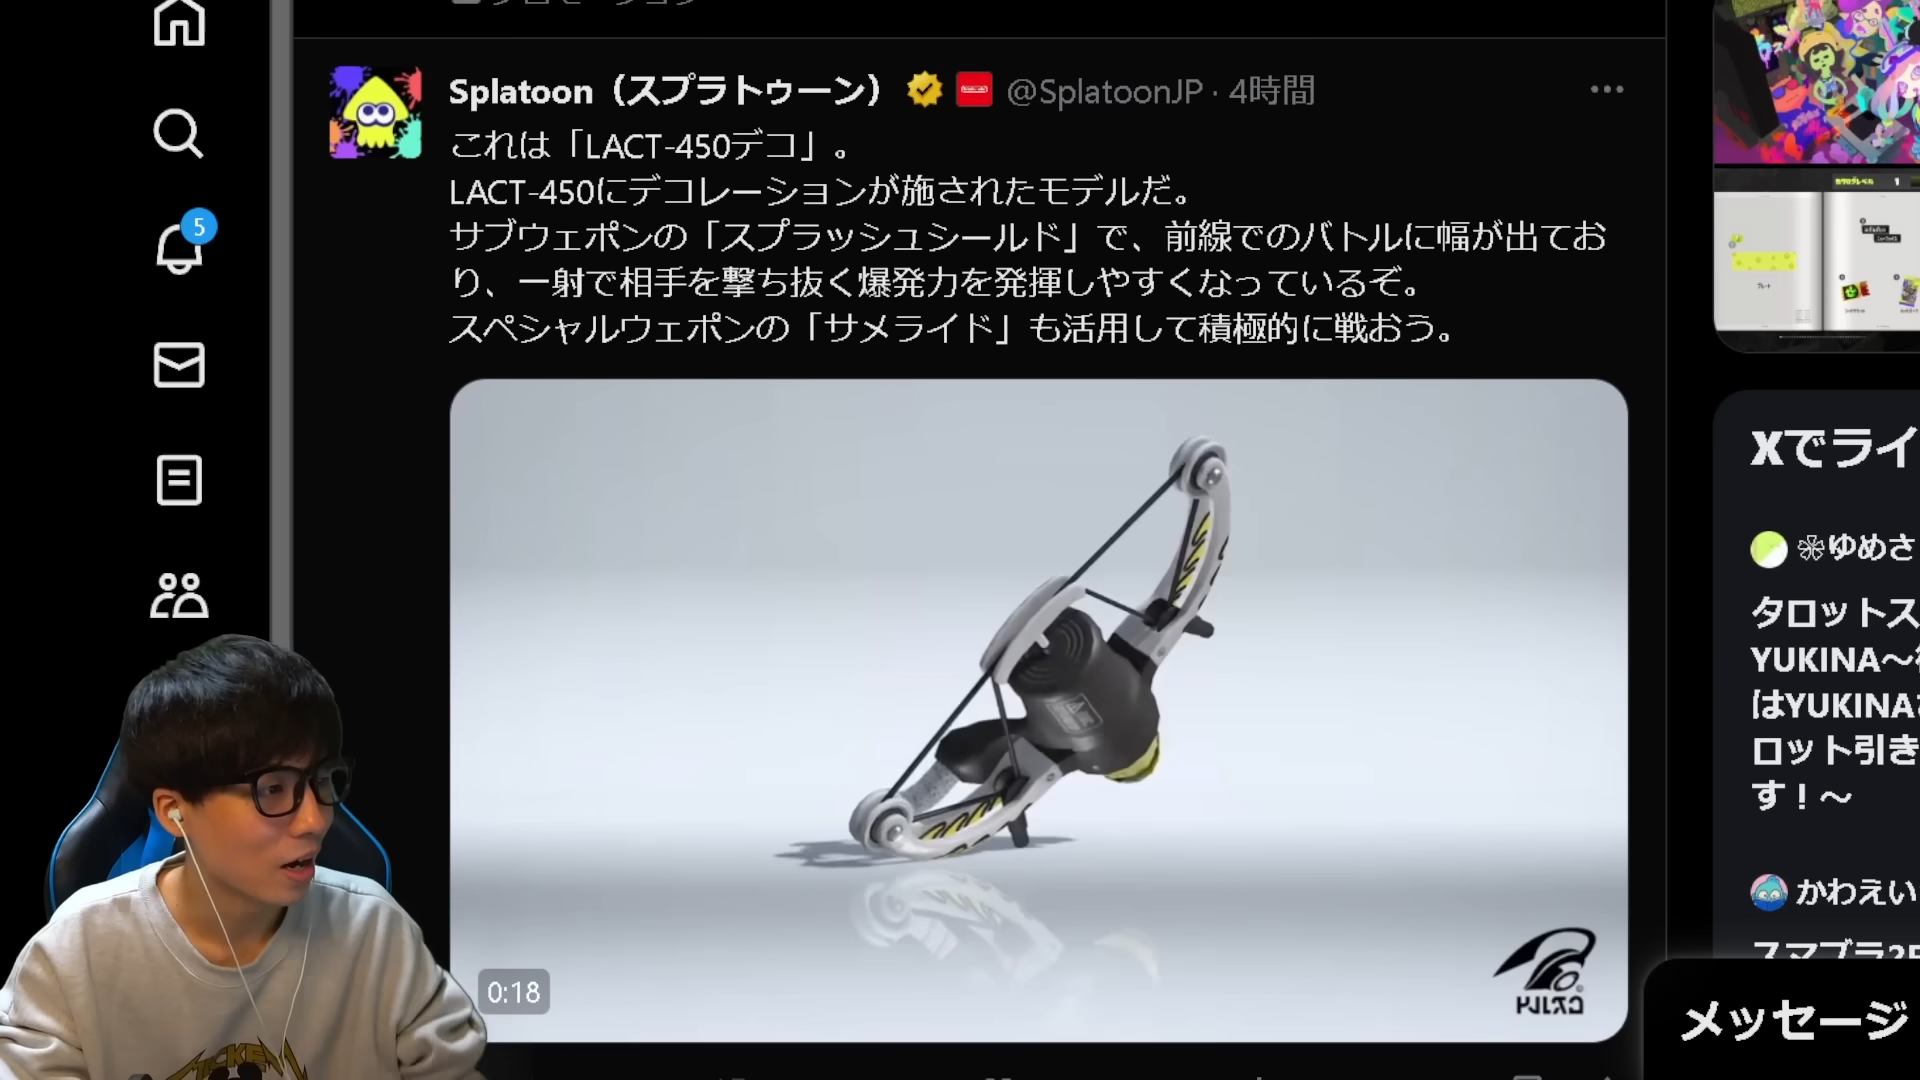 Splatoon（スプラトゥーン） @SplatoonJP · 4時間
これは「LACT-450デコ」。
LACT-450にデコレーションが施されたモデルだ。
サブウェポンの「スプラッシュシールド」で、前線でのバトルに幅が出てお
り、一射で相手を撃ち抜く爆発力を発揮しやすくなっているぞ。
スペシャルウェポンの「サメライド」も活用して積極的に戦おう。
0:18
5
Xでライ
ゆめさ
タロットス
YUKINA～
はYUKINA
ロット引き
す！～
かわえい
スマブラ
メッセージ